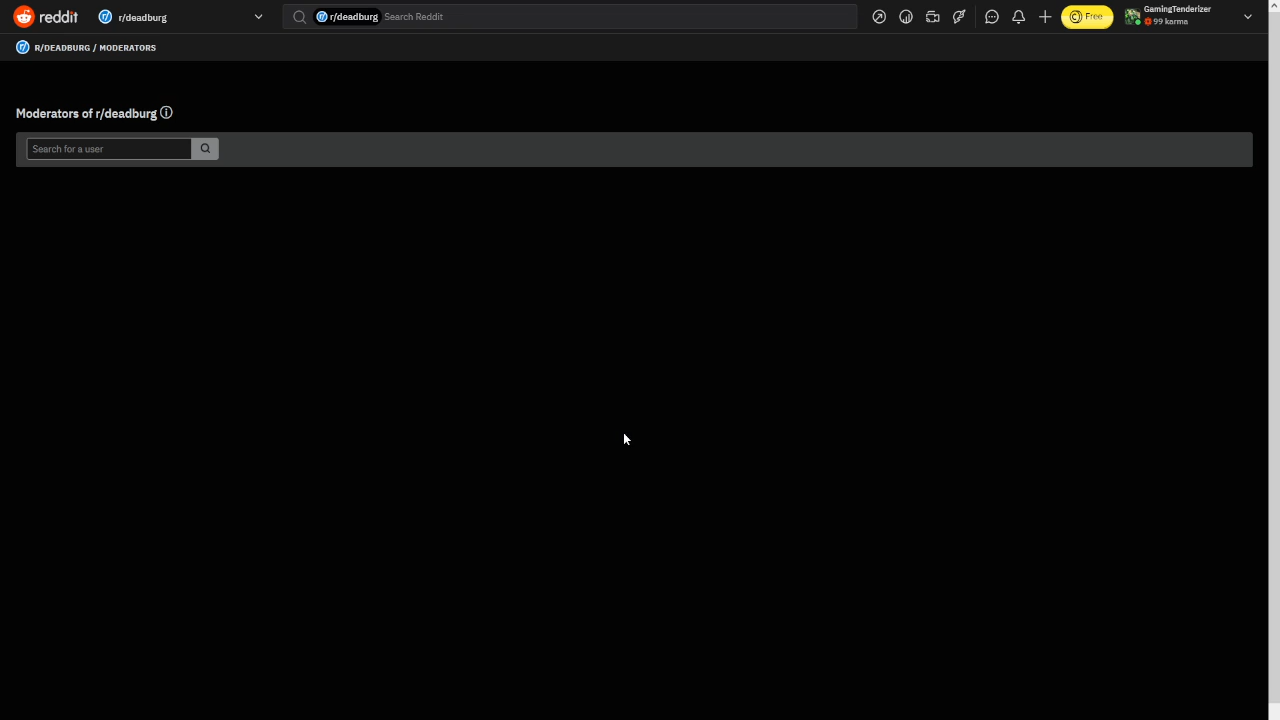 reddit r/deadburg r/deadburg Search Reddit Free GamingTenderizer
99 karma
R/DEADBURG / MODERATORS
Moderators of r/deadburg
Search for a user